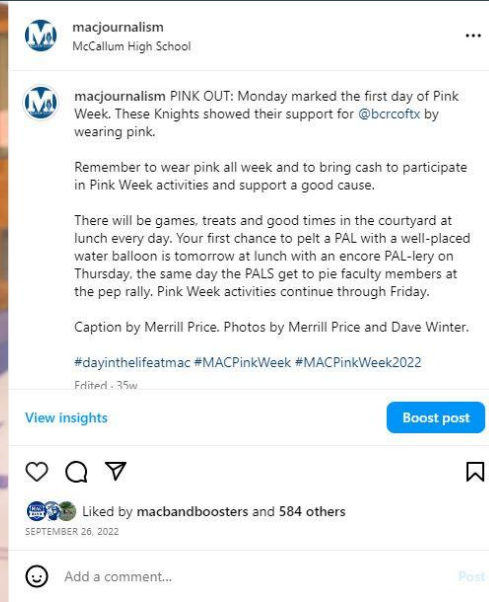 macjournalism
McCallum High School
macjournalism PINK OUT: Monday marked the first day of Pink
Week. These Knights showed their support for @bcrcoftx by
wearing pink.
Remember to wear pink all week and to bring cash to participate
in Pink Week activities and support a good cause.
There will be games, treats and good times in the courtyard at
lunch every day. Your first chance to pelt a PAL with a well-placed
water balloon is tomorrow at lunch with an encore PAL-lery on
Thursday, the same day the PALS get to pie faculty members at
the pep rally. Pink Week activities continue through Friday.
Caption by Merrill Price. Photos by Merrill Price and Dave Winter.
#dayinthelifeatmac #MACPinkWeek #MACPinkWeek2022
Edited · 35w
View insights
Boost post
Liked by macbandboosters and 584 others
SEPTEMBER 26, 2022
Add a comment...
Post